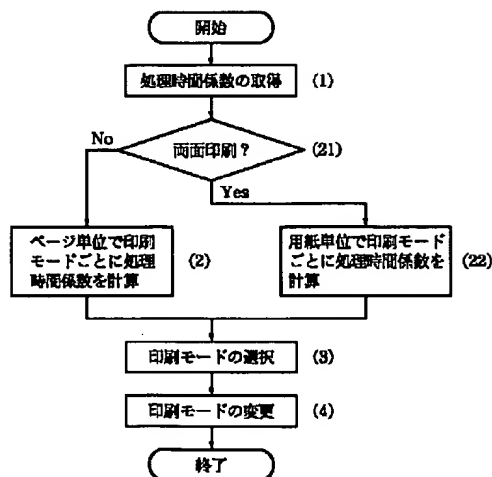 開始
処理時間係数の取得
(1)
両面印刷？
(21)
No
Yes
ページ単位で印刷
モードごとに処理
時間係数を計算
(2)
用紙単位で印刷モード
ごとに処理時間係数を
計算
(22)
印刷モードの選択
(3)
印刷モードの変更
(4)
終了